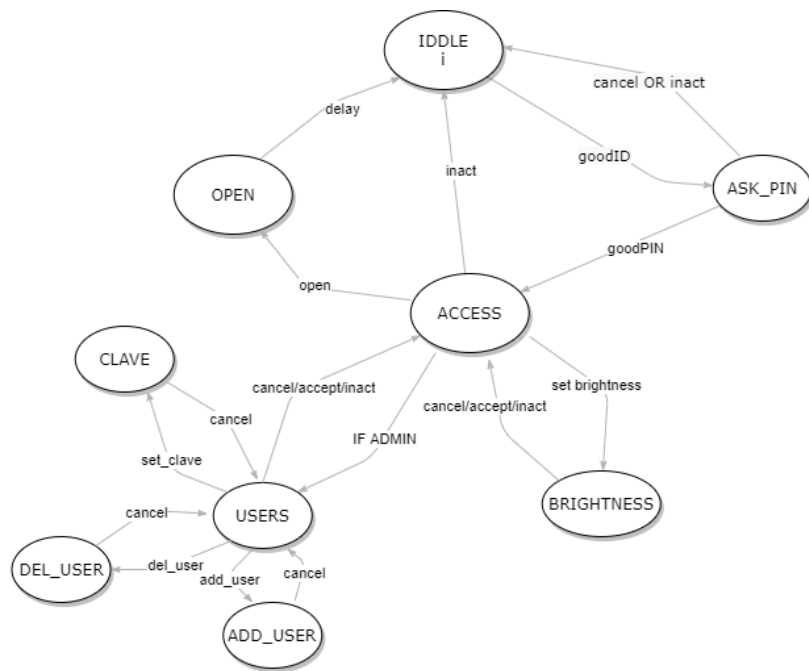 IDDLE
i
cancel OR inact
delay
goodID
inact
OPEN
ASK_PIN
goodPIN
open
ACCESS
CLAVE
cancel/accept/inact
set brightness
cancel/accept/inact
cancel
IF ADMIN
set_clave
BRIGHTNESS
cancel
USERS
DEL_USER
del_user
add_user
cancel
ADD_USER